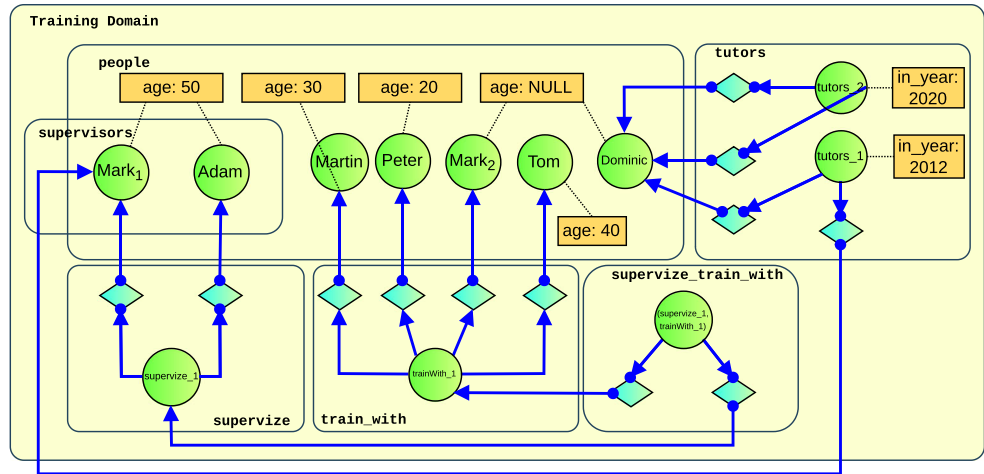 Training Domain
people
tutors
age: 50
age: 30
age: 20
age: NULL
tutors_2
in_year:
2020
supervisors
Mark1
Adam
Martin
Peter
Mark2
Tom
Dominic
tutors_1
in_year:
2012
age: 40
supervize_train_with
(supervize_1,
trainWith_1)
supervize_1
trainWith_1
supervize
train_with